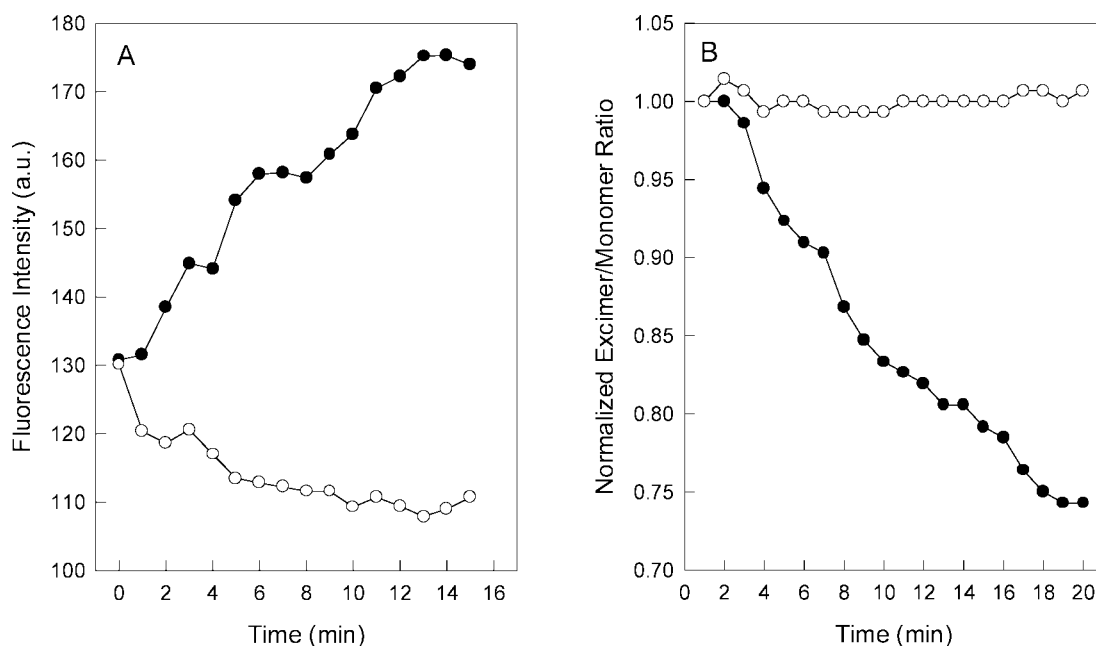 A
Fluorescence Intensity (a.u.)
180
170
160
150
140
130
120
110
100
0 2 4 6 8 10 12 14 16
Time (min)
B
Normalized Excimer/Monomer Ratio
1.05
1.00
0.95
0.90
0.85
0.80
0.75
0.70
0 2 4 6 8 10 12 14 16 18 20
Time (min)